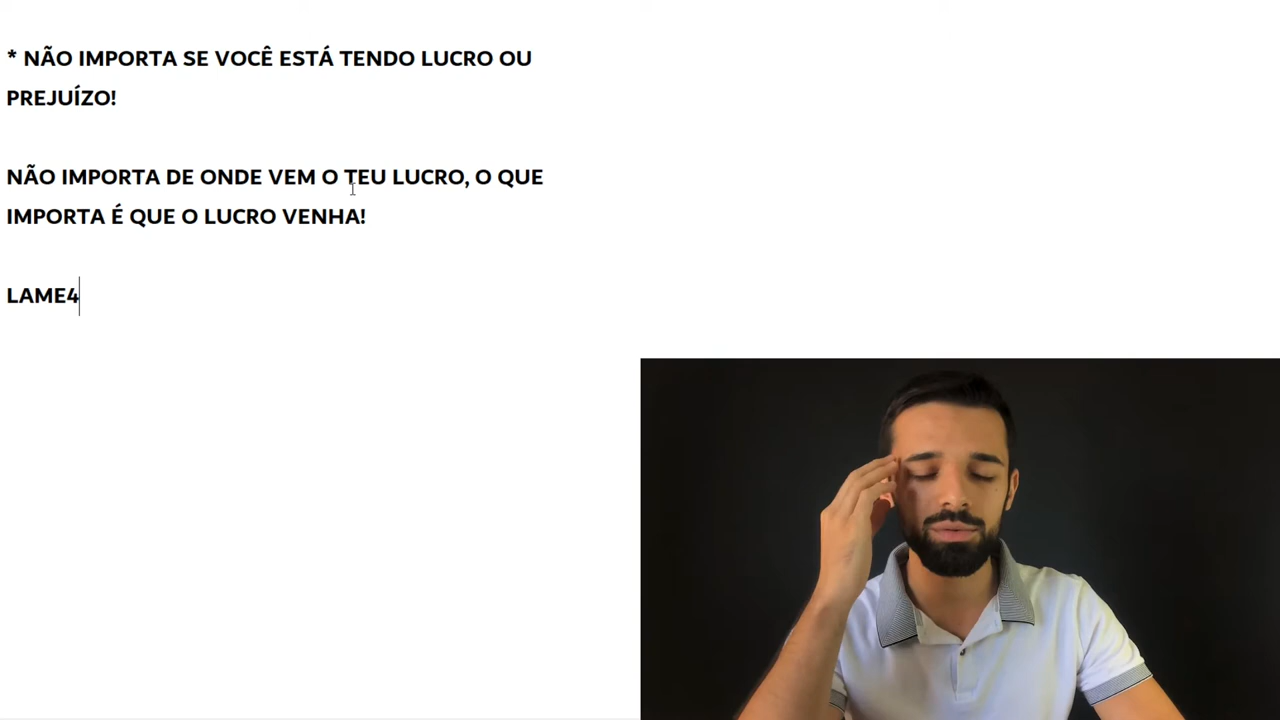 * NÃO IMPORTA SE VOCÊ ESTÁ TENDO LUCRO OU
PREJUÍZO!
NÃO IMPORTA DE ONDE VEM O TEU LUCRO, O QUE
IMPORTA É QUE O LUCRO VENHA!
LAME4